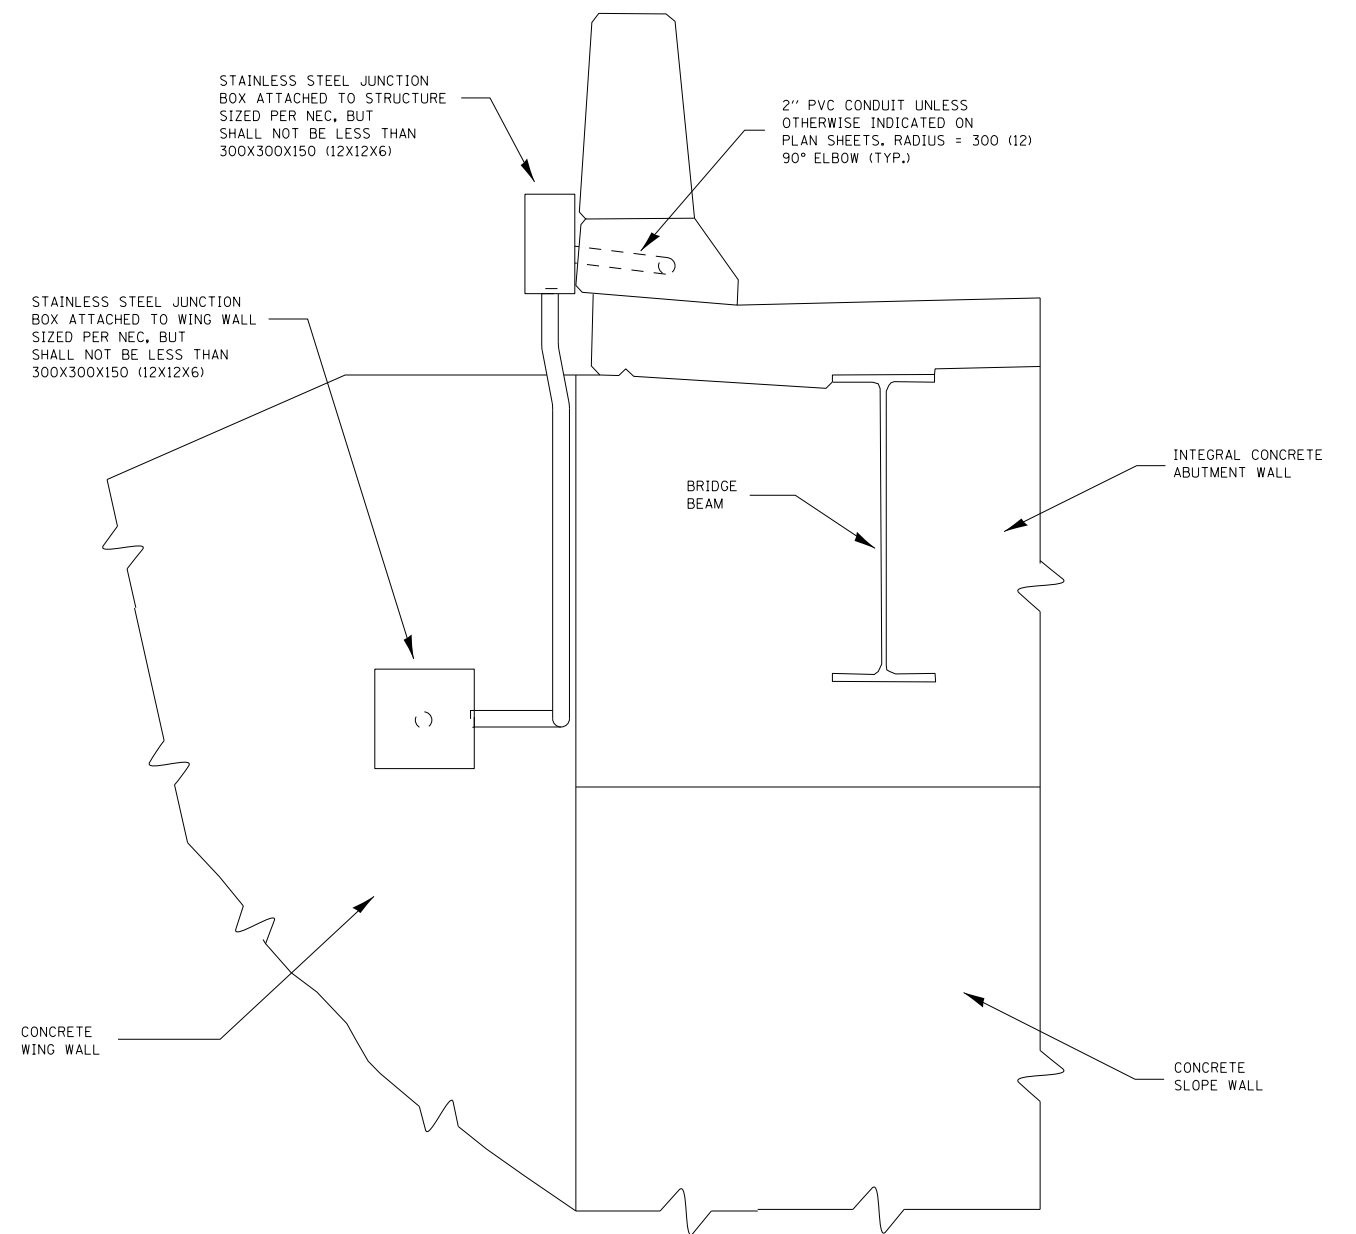 STAINLESS STEEL JUNCTION
BOX ATTACHED TO STRUCTURE
SIZED PER NEC, BUT
SHALL NOT BE LESS THAN
300X300X150 (12X12X6)
2″ PVC CONDUIT UNLESS
OTHERWISE INDICATED ON
PLAN SHEETS. RADIUS = 300 (12)
90° ELBOW (TYP.)
STAINLESS STEEL JUNCTION
BOX ATTACHED TO WING WALL
SIZED PER NEC, BUT
SHALL NOT BE LESS THAN
300X300X150 (12X12X6)
INTEGRAL CONCRETE
ABUTMENT WALL
BRIDGE
BEAM
CONCRETE
WING WALL
CONCRETE
SLOPE WALL